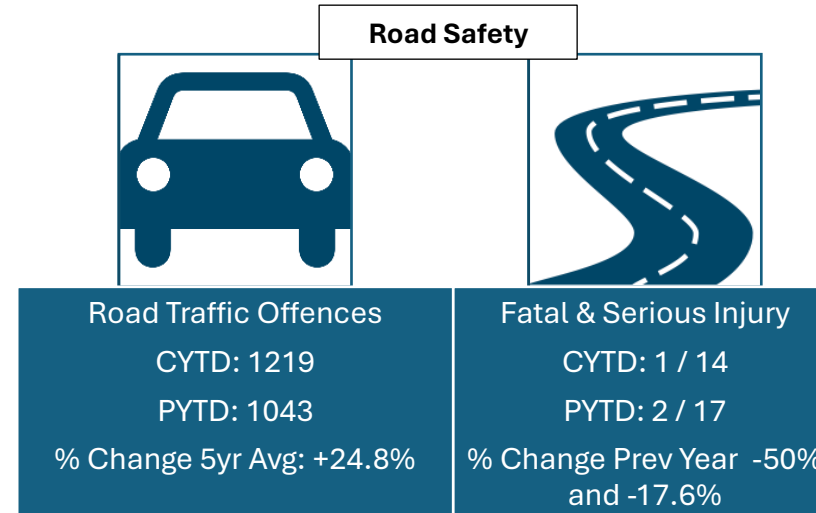 Road Safety
Road Traffic Offences
CYTD: 1219
PYTD: 1043
% Change 5yr Avg: +24.8%
Fatal & Serious Injury
CYTD: 1 / 14
PYTD: 2 / 17
% Change Prev Year  -50%
and -17.6%